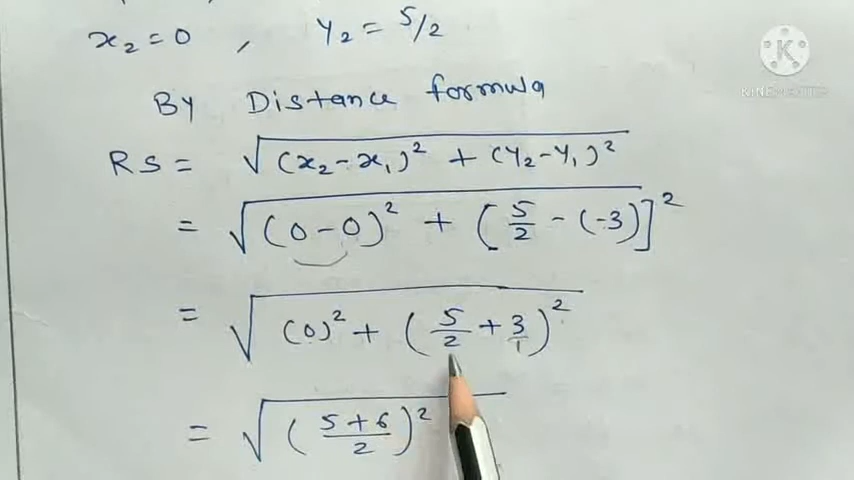 x₂ = 0 , y₂ = 5/2
By Distance formula
RS = √((x₂ - x₁)² + (y₂ - y₁)²)
= √((0 - 0)² + (5/2 - (-3)]²
= √((0)² + (5/2 + 3/1)²)
= √((5+6)/2)²
K
KINEMASTER